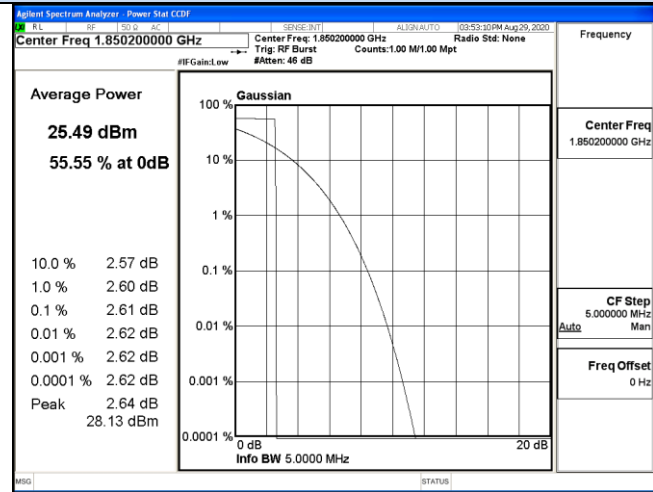 Agilent Spectrum Analyzer - Power Stat CCDF
RL RF 50 Ω AC SENSE:INT ALIGNAUTO 03:53:10PM Aug29, 2020
Center Freq 1.850200000 GHz
Center Freq: 1.850200000 GHz Radio Std: None
Trig: RF Burst Counts:1.00 M/1.00 Mpt
#IFGain:Low #Atten: 46 dB
Frequency
Average Power
25.49 dBm
55.55 % at 0dB
10.0 % 2.57 dB
1.0 % 2.60 dB
0.1 % 2.61 dB
0.01 % 2.62 dB
0.001 % 2.62 dB
0.0001 % 2.62 dB
Peak 2.64 dB
28.13 dBm
Gaussian
100 %
10 %
1 %
0.1 %
0.01 %
0.001 %
0.0001 %
0 dB 20 dB
Info BW 5.0000 MHz
Center Freq
1.850200000 GHz
CF Step
5.000000 MHz
Auto Man
Freq Offset
0 Hz
MSG STATUS